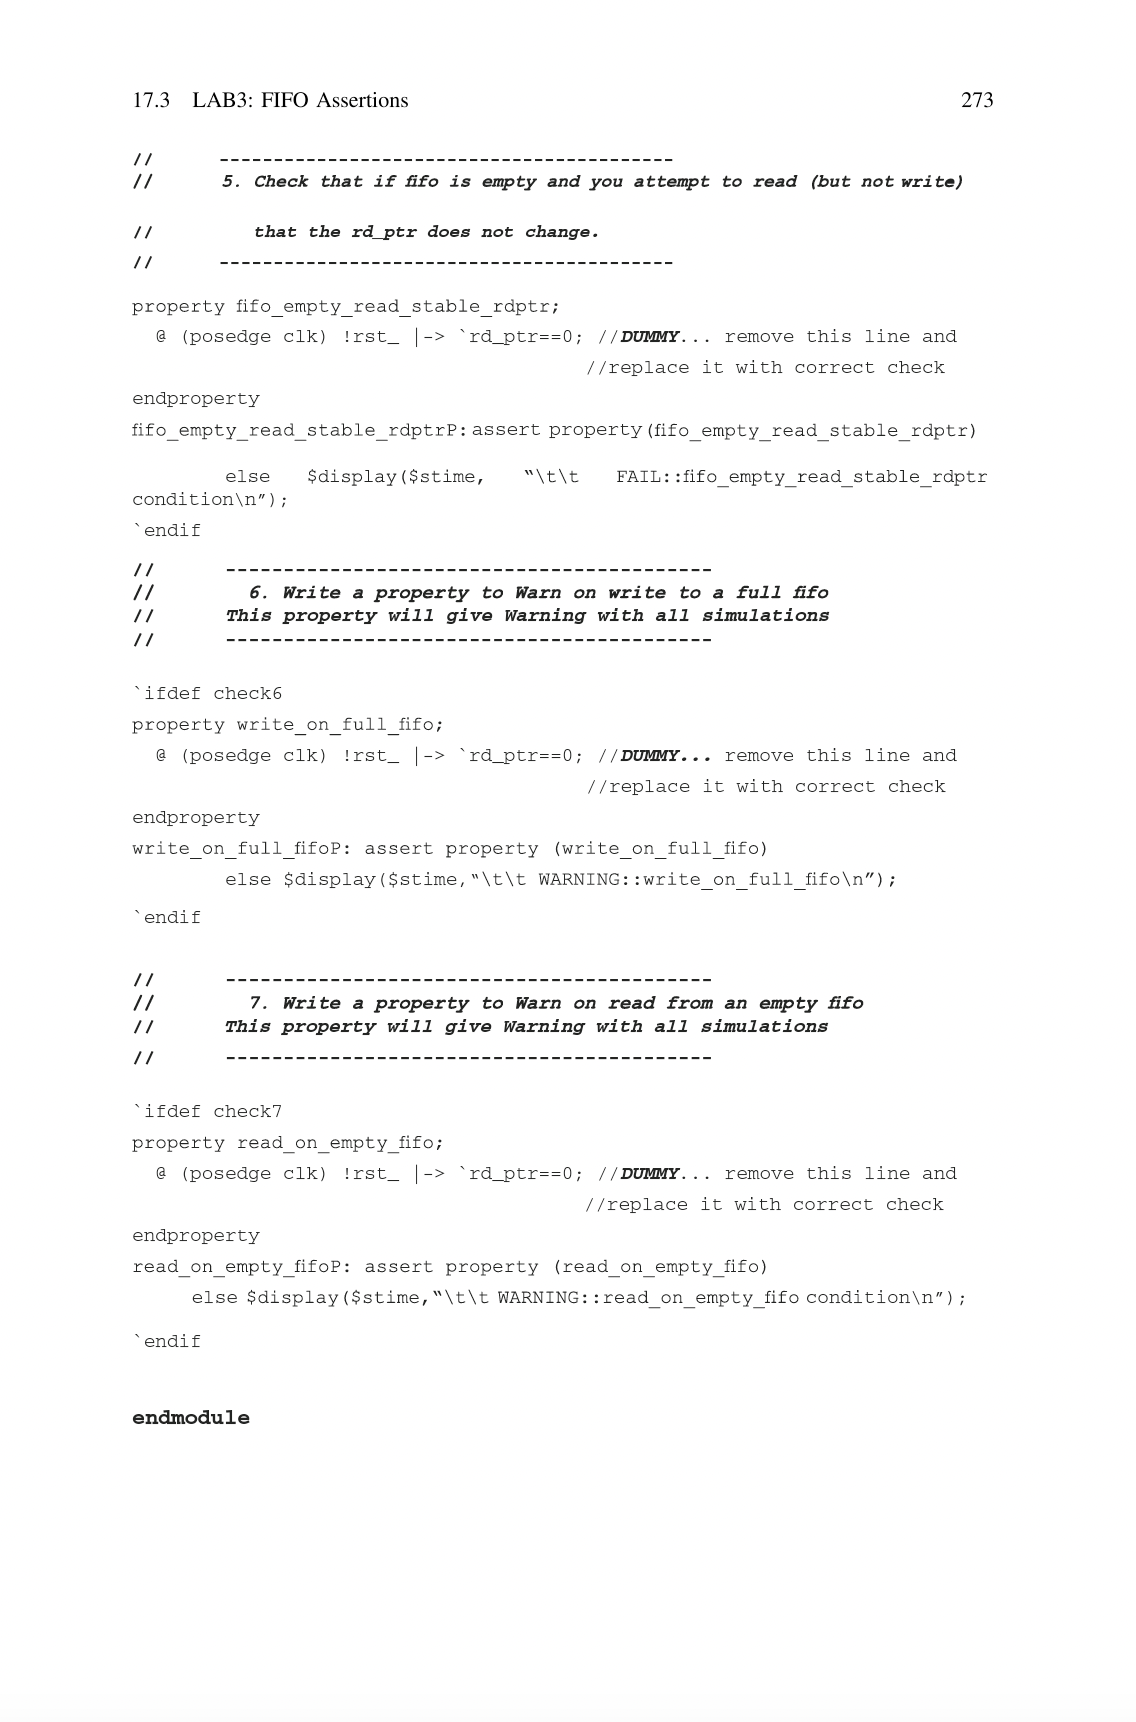 17.3 LAB3: FIFO Assertions 273
// ------------------------------------------
// 5. Check that if fifo is empty and you attempt to read (but not write)
// that the rd_ptr does not change.
// ------------------------------------------
property fifo_empty_read_stable_rdptr;
@ (posedge clk) !rst_ |-> `rd_ptr==0; //DUMMY... remove this line and
//replace it with correct check
endproperty
fifo_empty_read_stable_rdptrP: assert property (fifo_empty_read_stable_rdptr)
else $display($stime, “\t\t FAIL::fifo_empty_read_stable_rdptr
condition\n”);
`endif
// ------------------------------------------
// 6. Write a property to Warn on write to a full fifo
// This property will give Warning with all simulations
// ------------------------------------------
`ifdef check6
property write_on_full_fifo;
@ (posedge clk) !rst_ |-> `rd_ptr==0; //DUMMY... remove this line and
//replace it with correct check
endproperty
write_on_full_fifoP: assert property (write_on_full_fifo)
else $display($stime,“\t\t WARNING::write_on_full_fifo\n”);
`endif
// ------------------------------------------
// 7. Write a property to Warn on read from an empty fifo
// This property will give Warning with all simulations
// ------------------------------------------
`ifdef check7
property read_on_empty_fifo;
@ (posedge clk) !rst_ |-> `rd_ptr==0; //DUMMY... remove this line and
//replace it with correct check
endproperty
read_on_empty_fifoP: assert property (read_on_empty_fifo)
else $display($stime,“\t\t WARNING::read_on_empty_fifo condition\n”);
`endif
endmodule